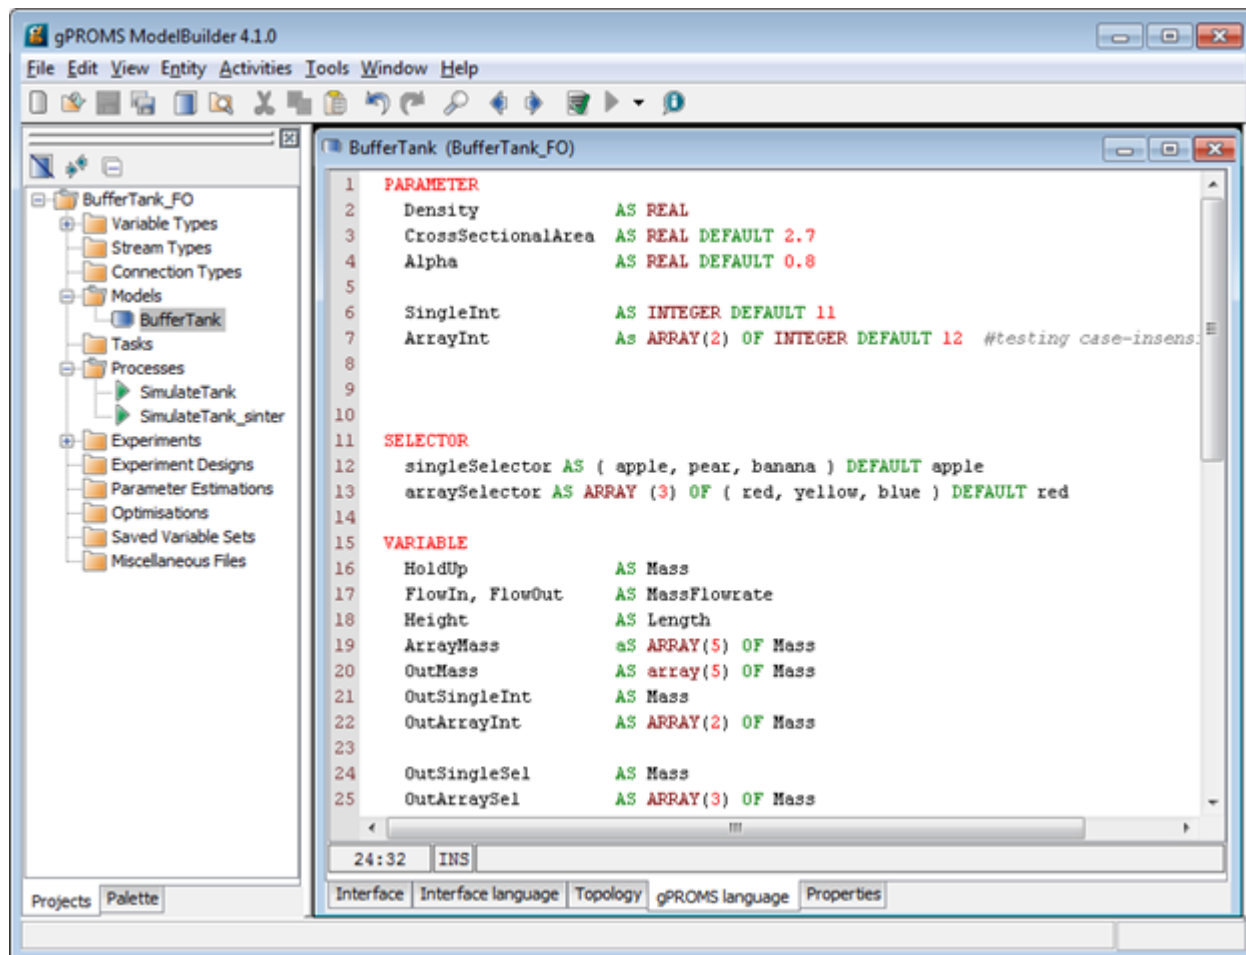 gPROMS ModelBuilder 4.1.0
File Edit View Entity Activities Tools Window Help
BufferTank_FO
Variable Types
Stream Types
Connection Types
Models
BufferTank
Tasks
Processes
SimulateTank
SimulateTank_sinter
Experiments
Experiment Designs
Parameter Estimations
Optimisations
Saved Variable Sets
Miscellaneous Files
Projects Palette
BufferTank (BufferTank_FO)
1 PARAMETER
2 Density AS REAL
3 CrossSectionalArea AS REAL DEFAULT 2.7
4 Alpha AS REAL DEFAULT 0.8
5
6 SingleInt AS INTEGER DEFAULT 11
7 ArrayInt As ARRAY(2) OF INTEGER DEFAULT 12 #testing case-insens
8
9
10
11 SELECTOR
12 singleSelector AS ( apple, pear, banana ) DEFAULT apple
13 arraySelector AS ARRAY (3) OF ( red, yellow, blue ) DEFAULT red
14
15 VARIABLE
16 HoldUp AS Mass
17 FlowIn, FlowOut AS MassFlowrate
18 Height AS Length
19 ArrayMass aS ARRAY(5) OF Mass
20 OutMass AS array(5) OF Mass
21 OutSingleInt AS Mass
22 OutArrayInt AS ARRAY(2) OF Mass
23
24 OutSingleSel AS Mass
25 OutArraySel AS ARRAY(3) OF Mass
24:32 INS
Interface Interface language Topology gPROMS language Properties